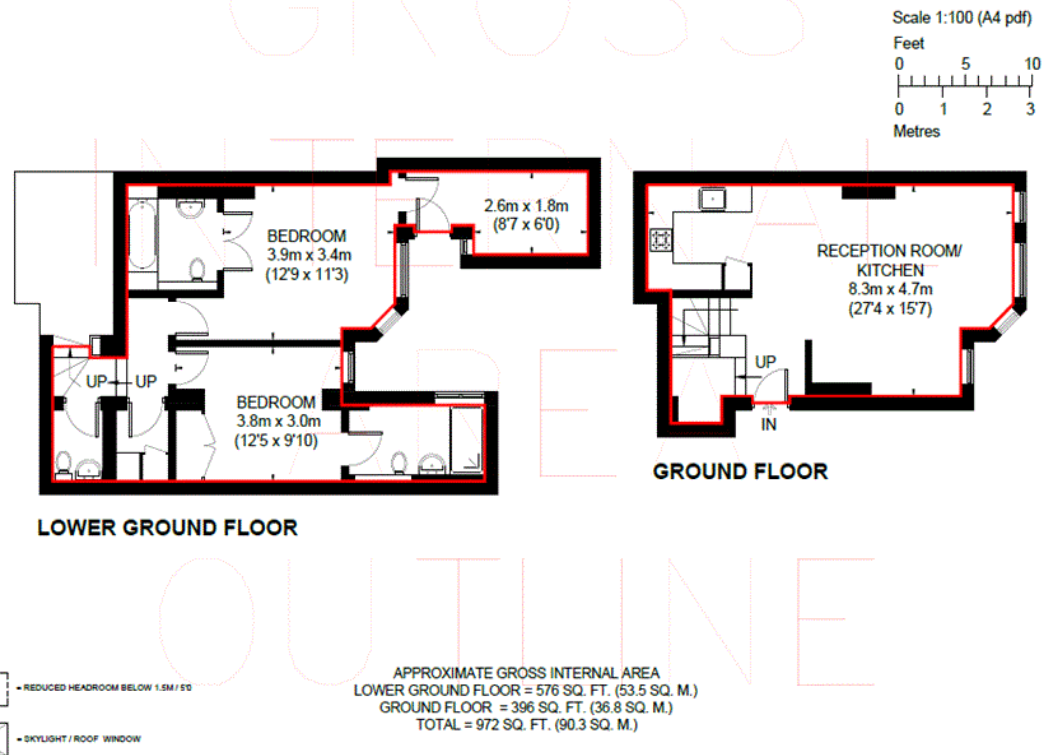 GROSS
Scale 1:100 (A4 pdf)
Feet
0 5 10
0 1 2 3
Metres
INTERNAL
2.6m x 1.8m
(8'7 x 6'0)
BEDROOM
3.9m x 3.4m
(12'9 x 11'3)
RECEPTION ROOM/
KITCHEN
8.3m x 4.7m
(27'4 x 15'7)
UP
UP
UP
IN
AREA
BEDROOM
3.8m x 3.0m
(12'5 x 9'10)
GROUND FLOOR
LOWER GROUND FLOOR
OUTLINE
APPROXIMATE GROSS INTERNAL AREA
LOWER GROUND FLOOR = 576 SQ. FT. (53.5 SQ. M.)
GROUND FLOOR = 396 SQ. FT. (36.8 SQ. M.)
TOTAL = 972 SQ. FT. (90.3 SQ. M.)
= REDUCED HEADROOM BELOW 1.5M / 5'0
= SKYLIGHT / ROOF WINDOW